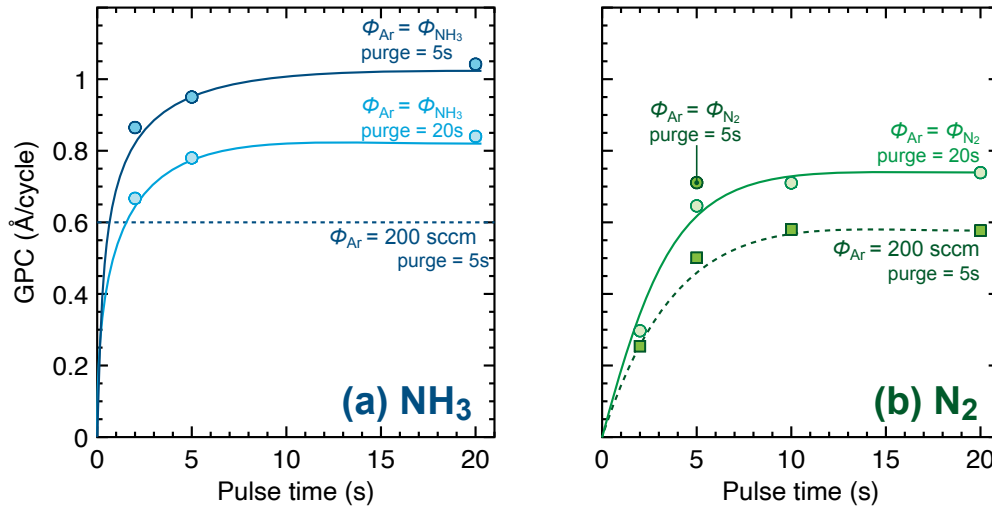 GPC (Å/cycle)
1
0.8
0.6
0.4
0.2
0
0 5 10 15 20
Pulse time (s)
Φ_Ar = Φ_NH₃
purge = 5s
Φ_Ar = Φ_NH₃
purge = 20s
Φ_Ar = 200 sccm
purge = 5s
(a) NH₃
Φ_Ar = Φ_N₂
purge = 5s
Φ_Ar = Φ_N₂
purge = 20s
Φ_Ar = 200 sccm
purge = 5s
(b) N₂
0 5 10 15 20
Pulse time (s)